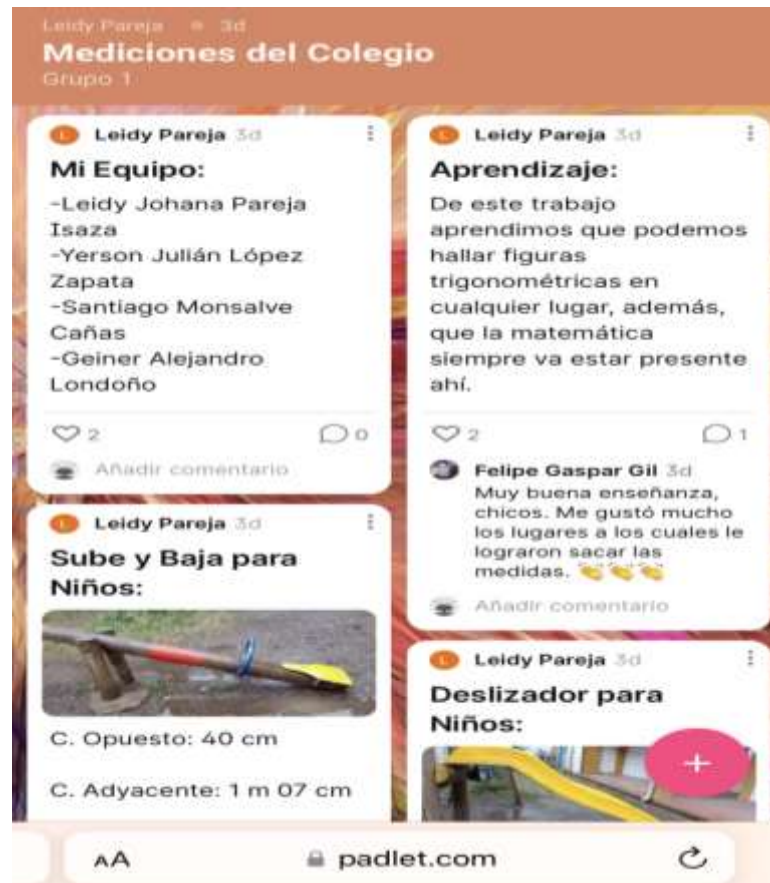 Leidy Pareja 3d
Mediciones del Colegio
Grupo 1
Leidy Pareja 3d
Mi Equipo:
-Leidy Johana Pareja
Isaza
-Yerson Julián López
Zapata
-Santiago Monsalve
Cañas
-Geiner Alejandro
Londoño
2
0
Añadir comentario
Leidy Pareja 3d
Sube y Baja para
Niños:
C. Opuesto: 40 cm
C. Adyacente: 1 m 07 cm
Leidy Pareja 3d
Aprendizaje:
De este trabajo
aprendimos que podemos
hallar figuras
trigonométricas en
cualquier lugar, además,
que la matemática
siempre va estar presente
ahí.
2
1
Felipe Gaspar Gil 3d
Muy buena enseñanza,
chicos. Me gustó mucho
los lugares a los cuales le
lograron sacar las
medidas. 👏👏👏
Añadir comentario
Leidy Pareja 3d
Deslizador para
Niños:
+
AA
padlet.com